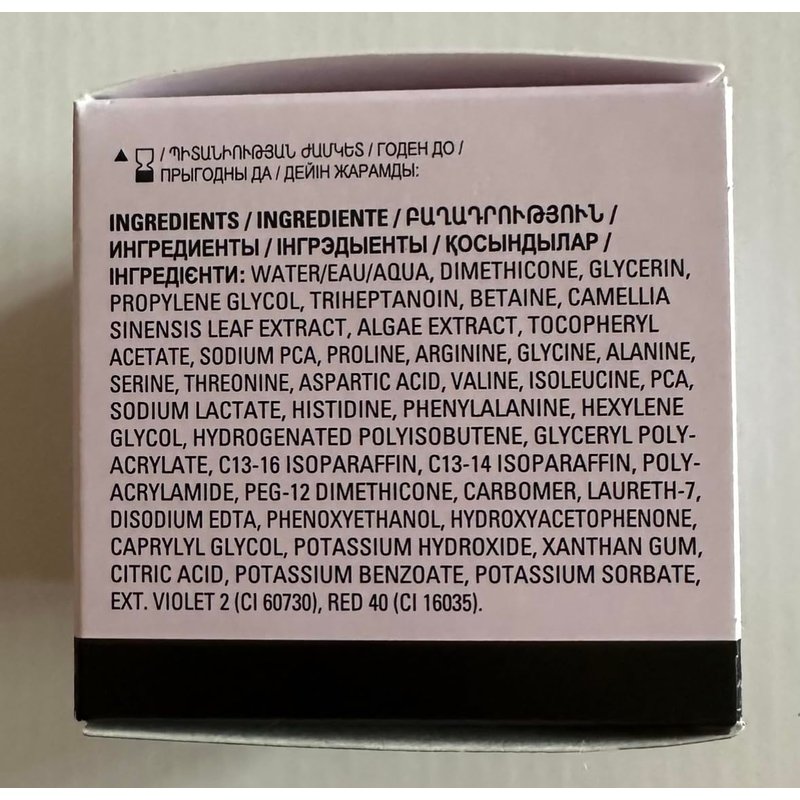 / ՊԻՏԱՆԻՈՒԹՅԱՆ ԺԱՄԿԵՏ / ГОДЕН ДО /
ПРЫГОДНЫ ДА / ДЕЙІН ЖАРАМДЫ:
INGREDIENTS / INGREDIENTE / ԲԱՂԱԴՐՈՒԹՅՈՒՆ /
ИНГРЕДИЕНТЫ / ІНГРЭДЫЕНТЫ / ҚОСЫНДЫЛАР /
ІНГРЕДІЄНТИ: WATER/EAU/AQUA, DIMETHICONE, GLYCERIN,
PROPYLENE GLYCOL, TRIHEPTANOIN, BETAINE, CAMELLIA
SINENSIS LEAF EXTRACT, ALGAE EXTRACT, TOCOPHERYL
ACETATE, SODIUM PCA, PROLINE, ARGININE, GLYCINE, ALANINE,
SERINE, THREONINE, ASPARTIC ACID, VALINE, ISOLEUCINE, PCA,
SODIUM LACTATE, HISTIDINE, PHENYLALANINE, HEXYLENE
GLYCOL, HYDROGENATED POLYISOBUTENE, GLYCERYL POLY-
ACRYLATE, C13-16 ISOPARAFFIN, C13-14 ISOPARAFFIN, POLY-
ACRYLAMIDE, PEG-12 DIMETHICONE, CARBOMER, LAURETH-7,
DISODIUM EDTA, PHENOXYETHANOL, HYDROXYACETOPHENONE,
CAPRYLYL GLYCOL, POTASSIUM HYDROXIDE, XANTHAN GUM,
CITRIC ACID, POTASSIUM BENZOATE, POTASSIUM SORBATE,
EXT. VIOLET 2 (CI 60730), RED 40 (CI 16035).